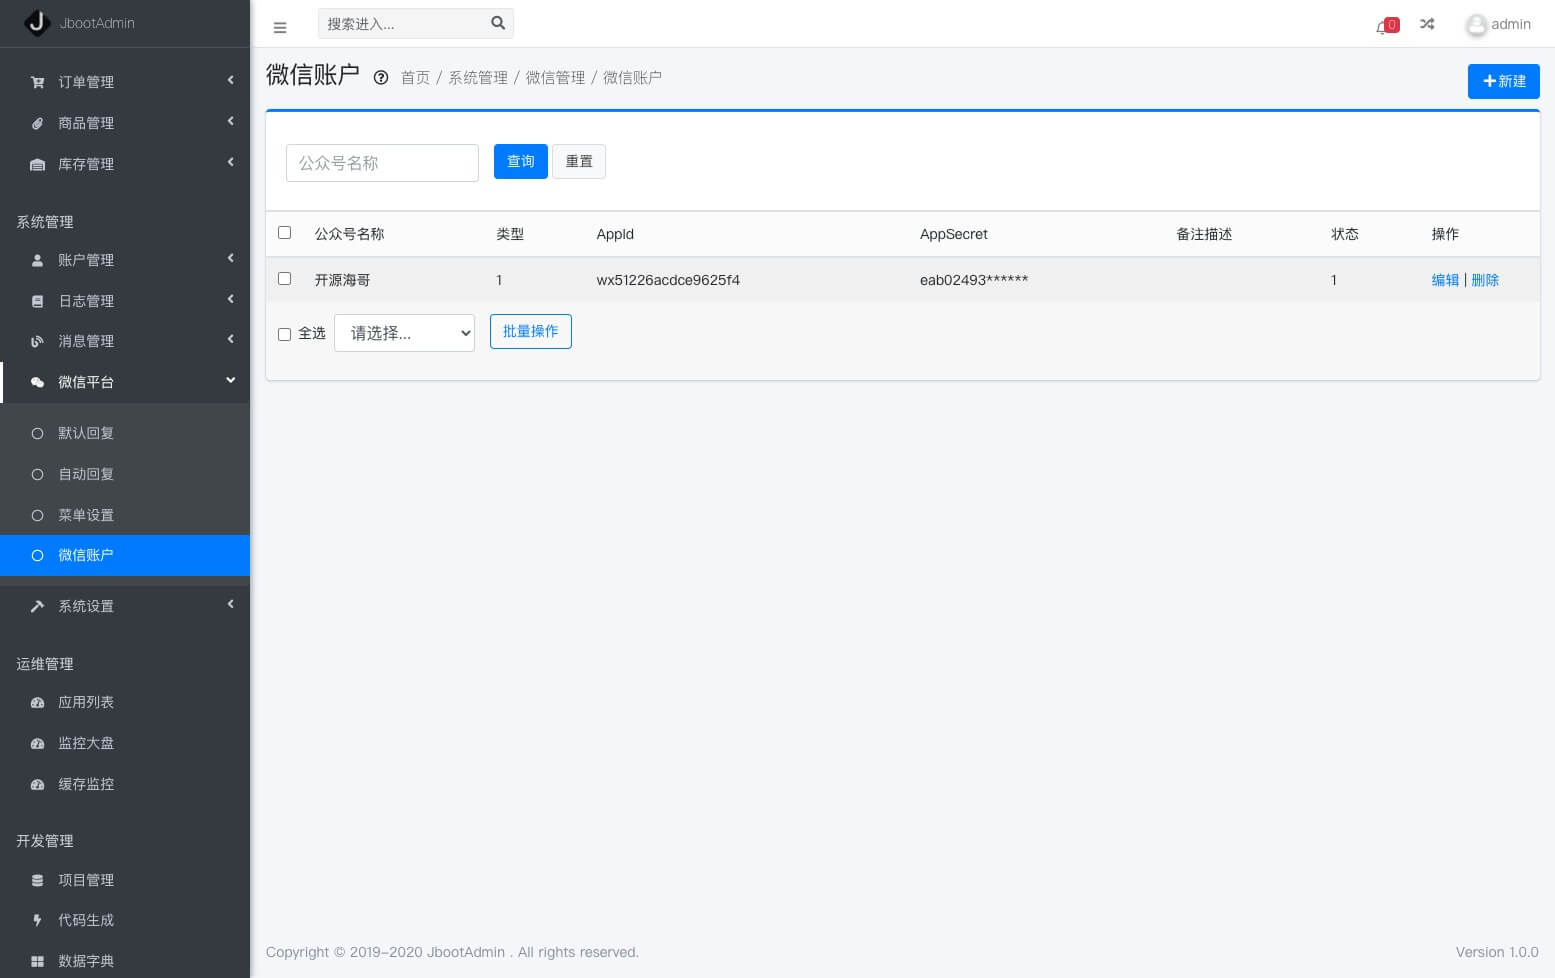 JbootAdmin
搜索进入...
0
admin
订单管理
商品管理
库存管理
系统管理
账户管理
日志管理
消息管理
微信平台
默认回复
自动回复
菜单设置
微信账户
系统设置
运维管理
应用列表
监控大盘
缓存监控
开发管理
项目管理
代码生成
数据字典
微信账户 首页 / 系统管理 / 微信管理 / 微信账户
新建
公众号名称 查询 重置
公众号名称 类型 AppId AppSecret 备注描述 状态 操作
开源海哥 1 wx51226acdce9625f4 eab02493****** 1 编辑 | 删除
全选 请选择... 批量操作
Copyright © 2019-2020 JbootAdmin . All rights reserved.
Version 1.0.0